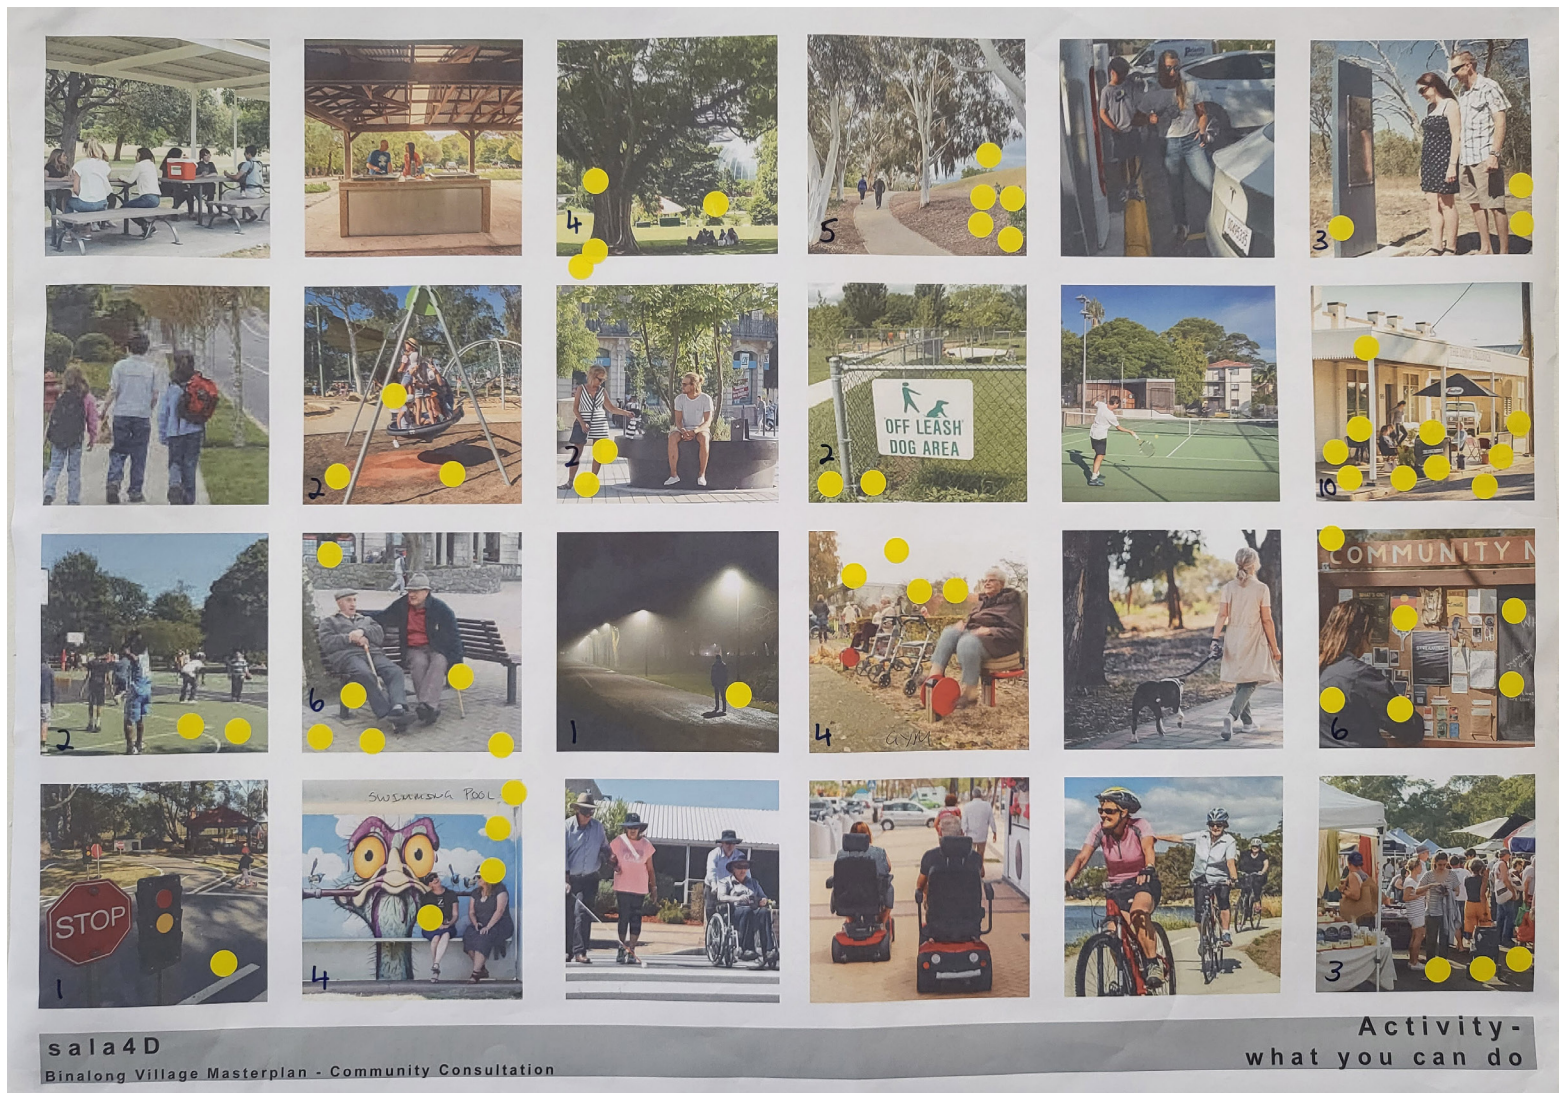 4
5
3
2
2
'OFF LEASH'
DOG AREA
2
10
2
6
1
4
GYM
COMMUNITY N
6
STOP
1
SWIMMING POOL
4
3
sala4D
Binalong Village Masterplan - Community Consultation
Activity-
what you can do